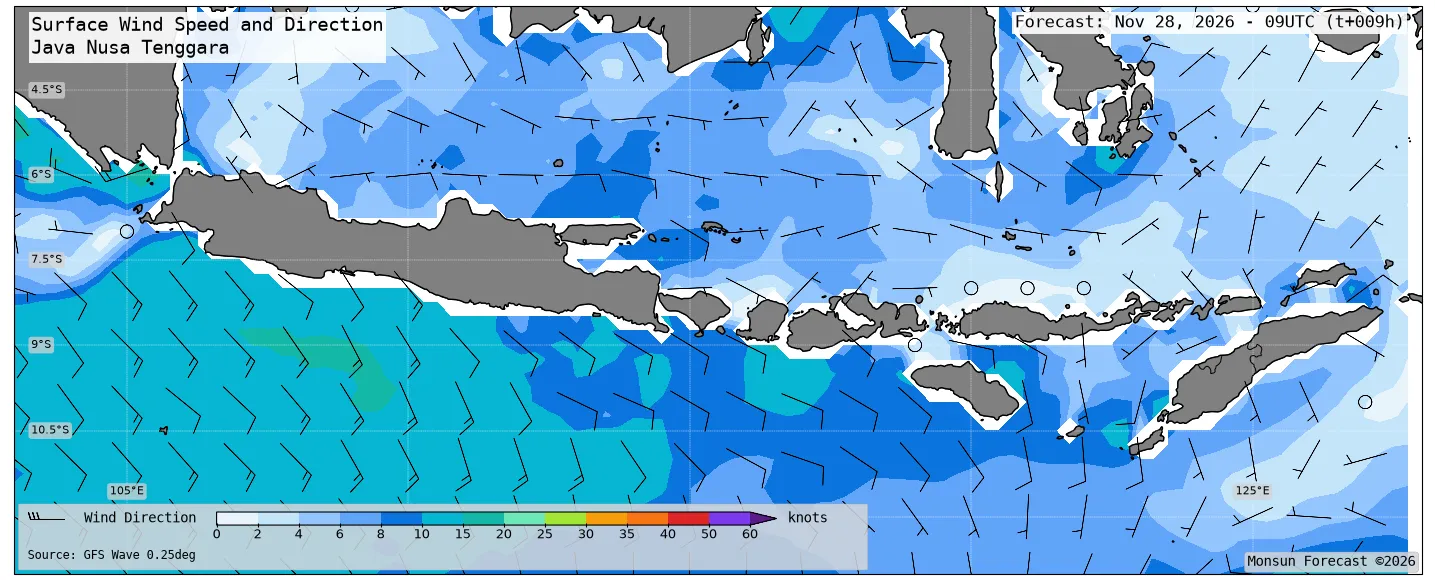 Surface Wind Speed and Direction
Java Nusa Tenggara
Forecast: Nov 28, 2026 - 09UTC (t+009h)
4.5°S
6°S
7.5°S
9°S
10.5°S
105°E
125°E
Wind Direction
0 2 4 6 8 10 15 20 25 30 35 40 50 60
knots
Source: GFS Wave 0.25deg
Monsun Forecast ©2026